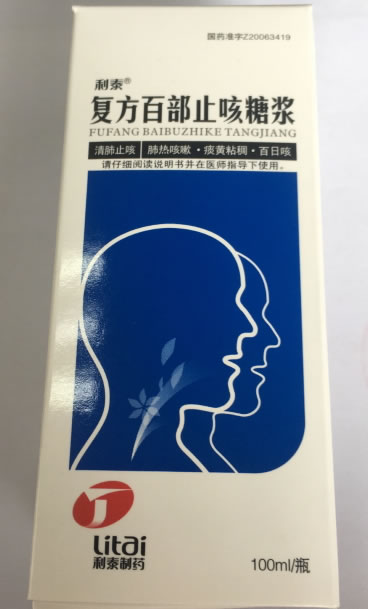 国药准字Z20063419
利泰®
复方百部止咳糖浆
FUFANG BAIBUZHIKE TANGJIANG
清肺止咳 肺热咳嗽·痰黄粘稠·百日咳
请仔细阅读说明书并在医师指导下使用。
Litai
利泰制药
100ml/瓶